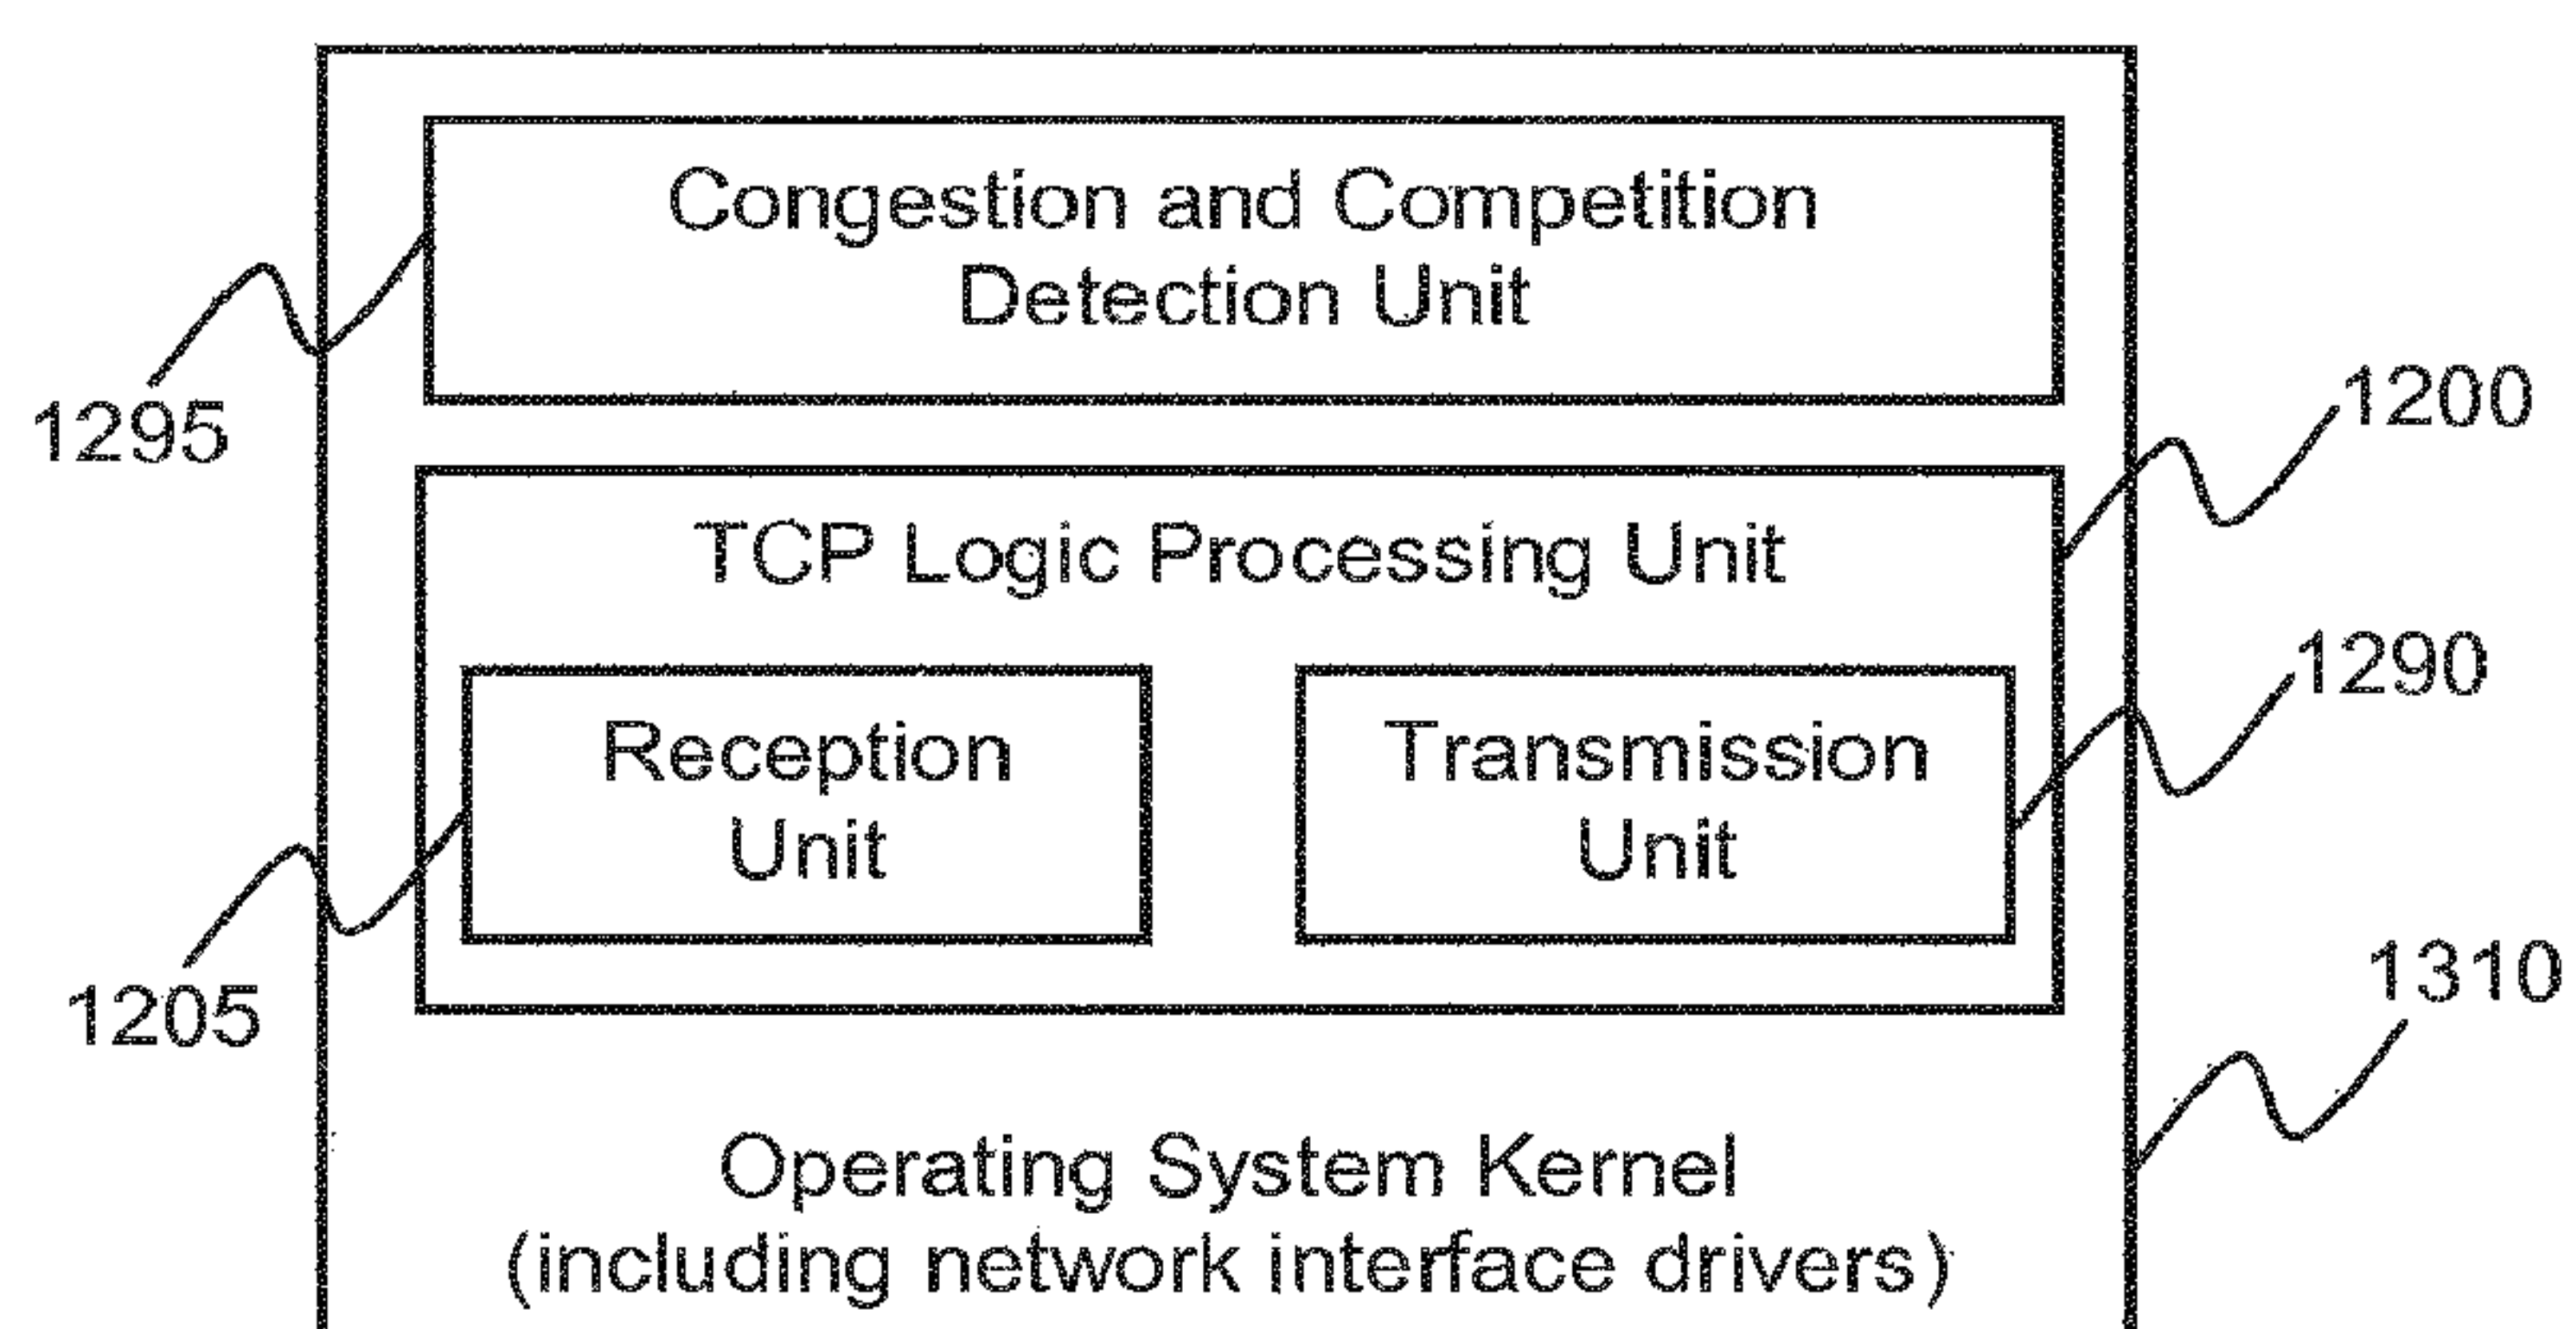 Congestion and Competition
Detection Unit
1295
1200
TCP Logic Processing Unit
1290
Reception
Unit
Transmission
Unit
1205
1310
Operating System Kernel
(including network interface drivers)